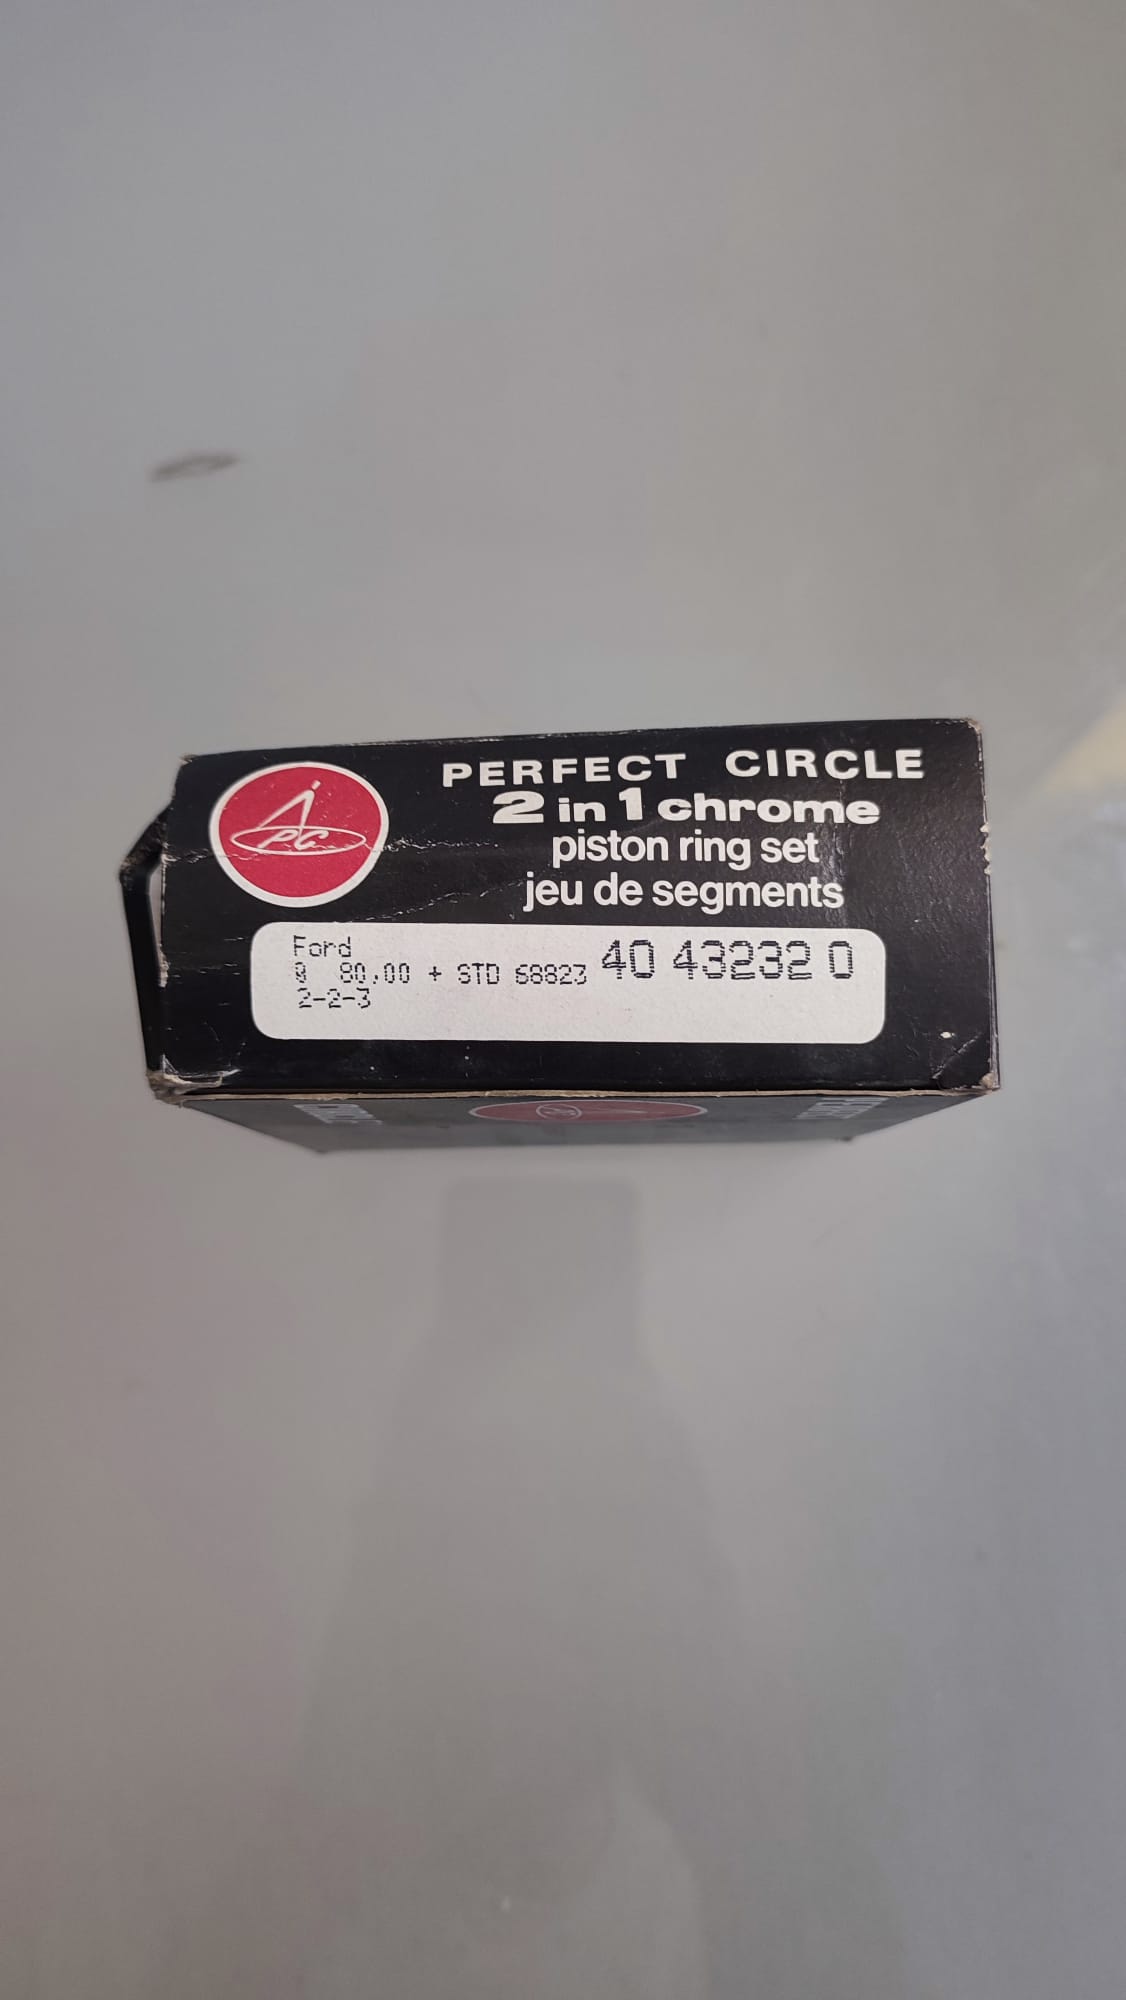 PERFECT CIRCLE
2 in 1 chrome
piston ring set
jeu de segments
PC
Ford
Ø 80,00 + STD 68823 40 43232 0
2-2-3